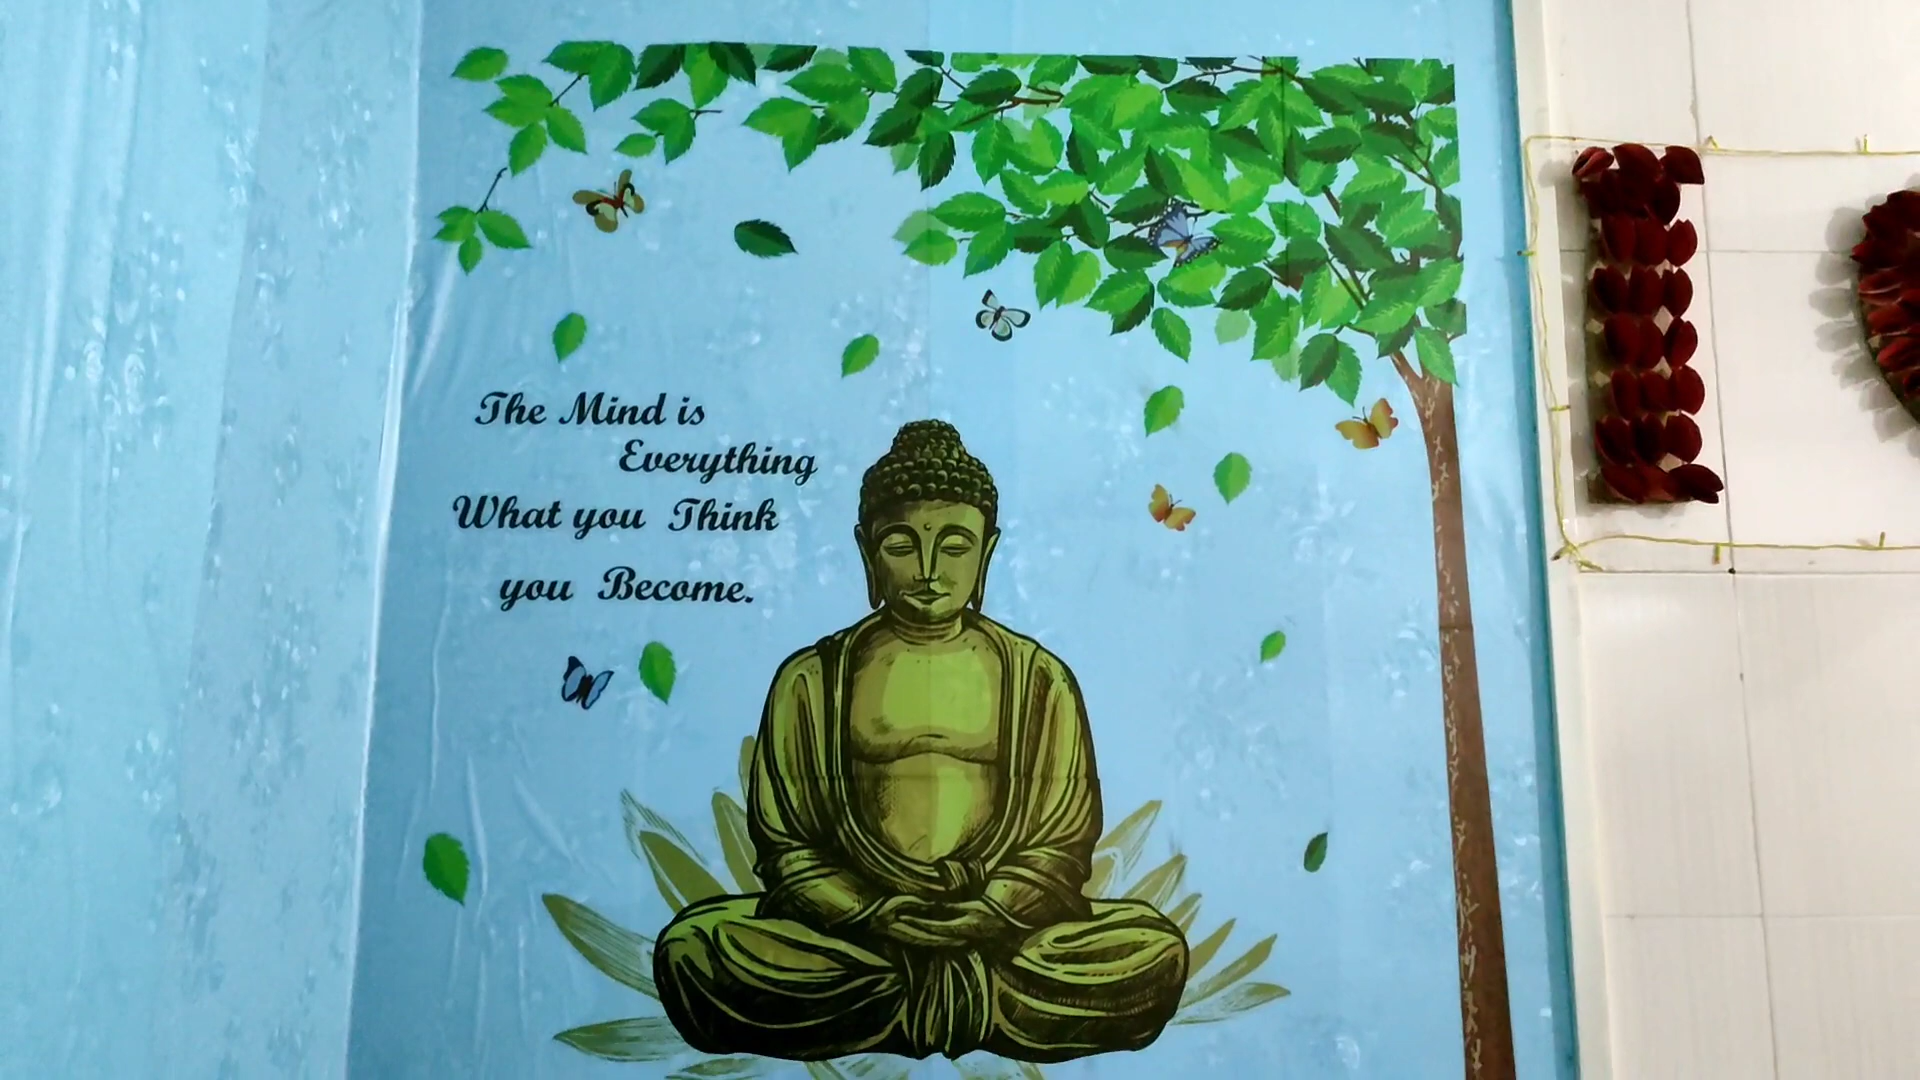 The Mind is
Everything
What you Think
you Become.
I